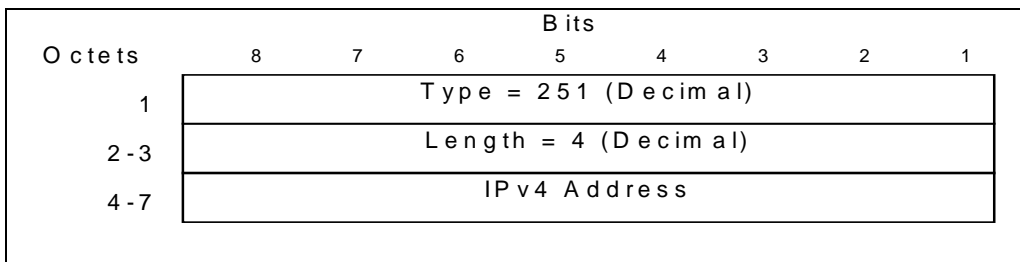 Bits
Octets 8 7 6 5 4 3 2 1
1 Type = 251 (Decimal)
2-3 Length = 4 (Decimal)
4-7 IPv4 Address